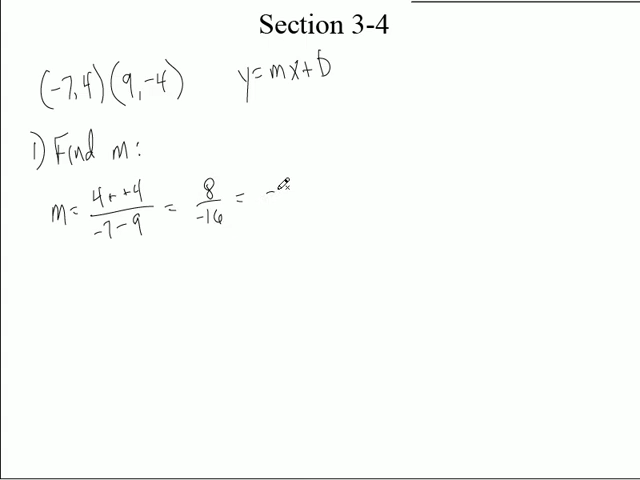 Section 3-4
(-7,4)(9,-4) y=mx+b
1) Find m:
m= 4+ +4 / -7-9 = 8 / -16 = -